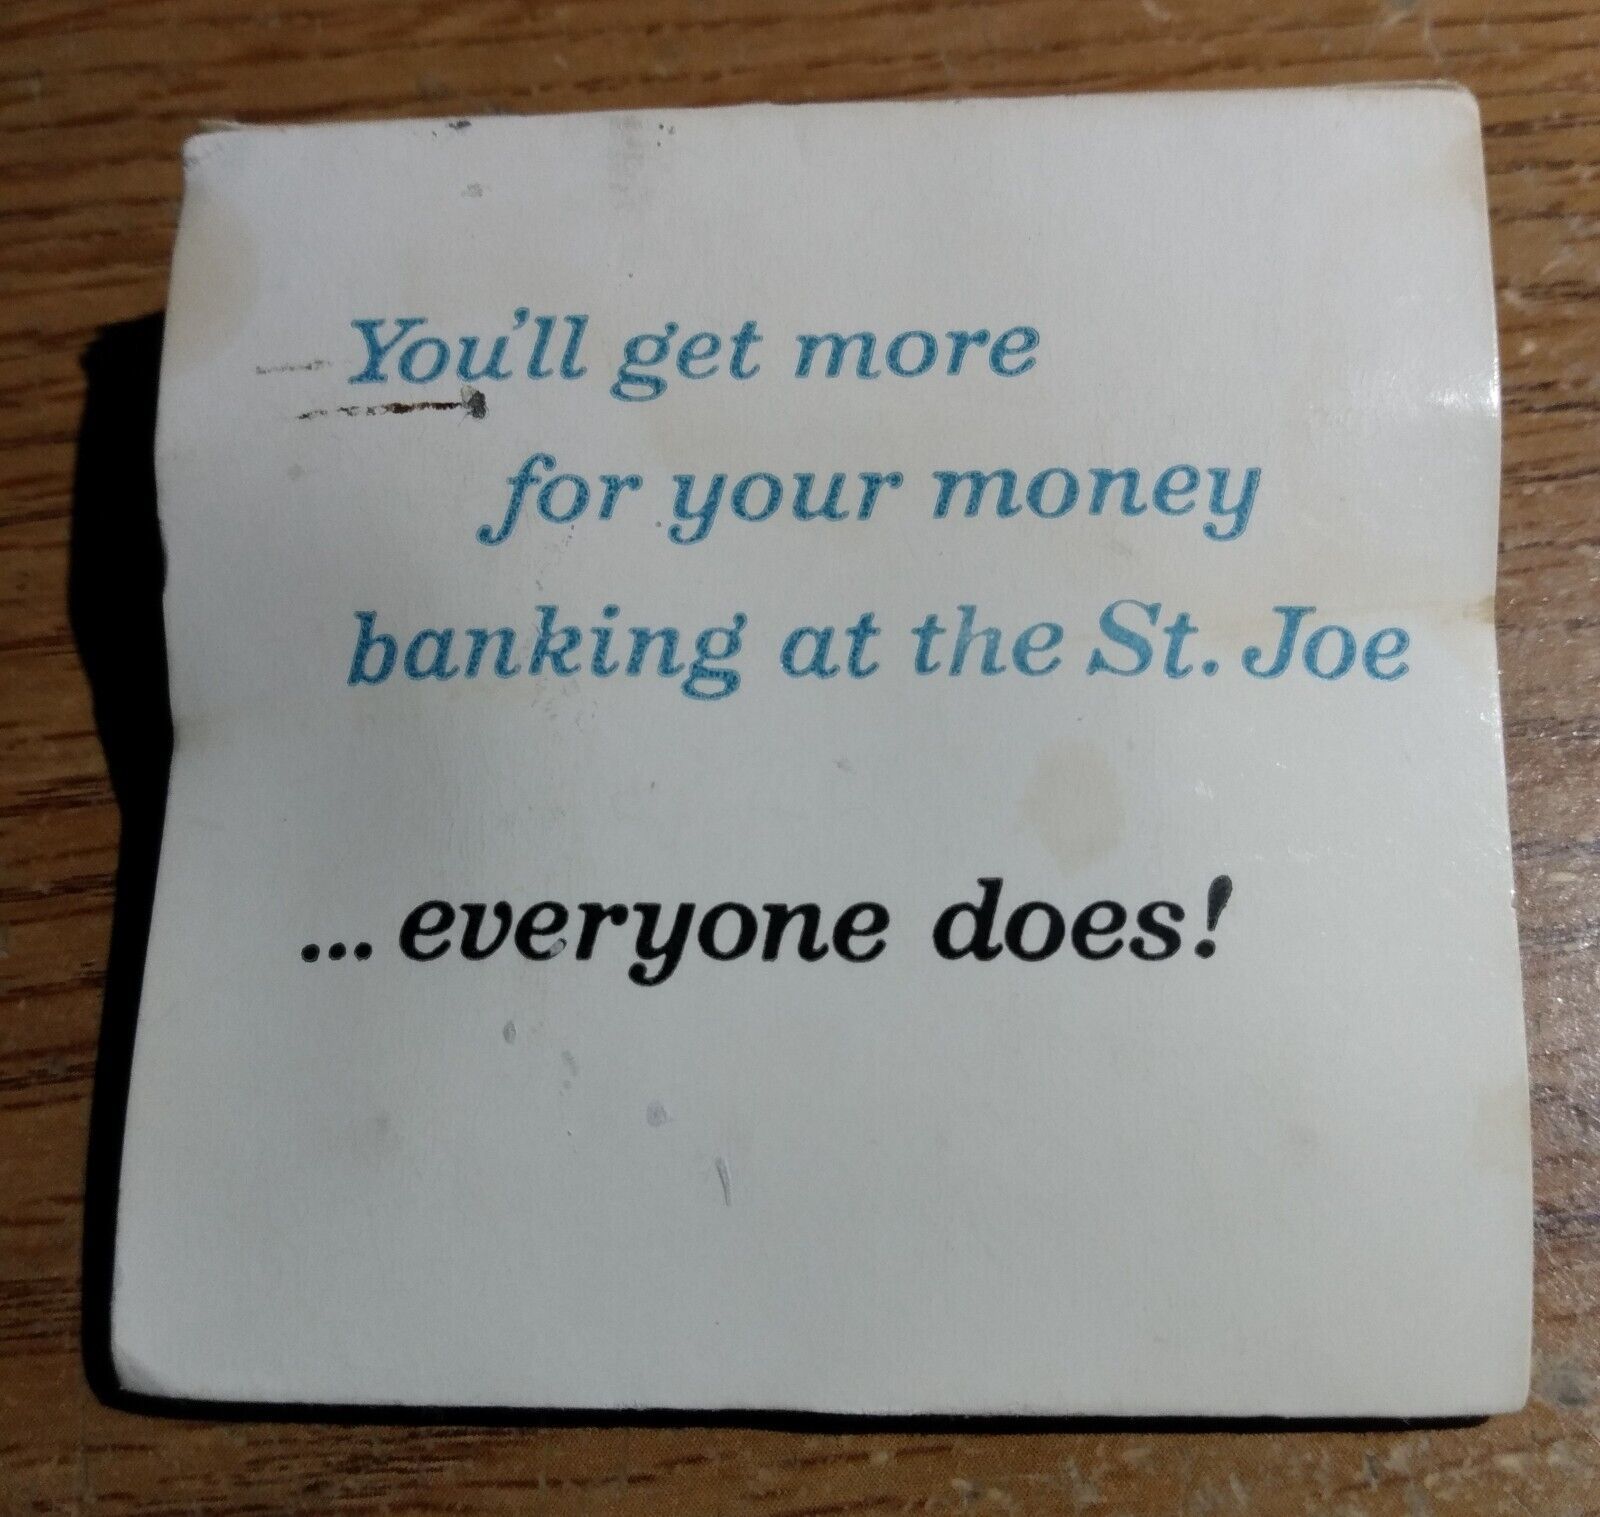 You'll get more
for your money
banking at the St. Joe
... everyone does!